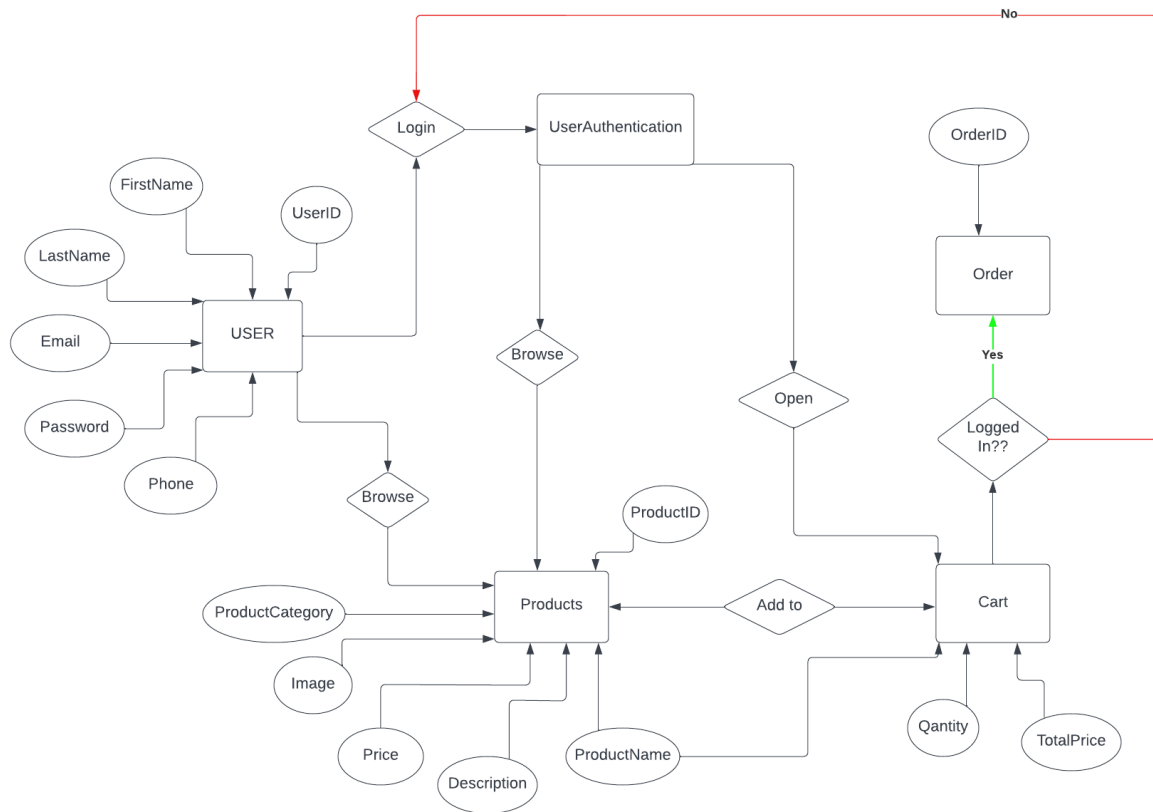 No
Login
UserAuthentication
OrderID
FirstName
UserID
LastName
Order
USER
Email
Browse
Yes
Open
Password
Logged
In??
Phone
Browse
ProductID
ProductCategory
Products
Add to
Cart
Image
Price
Description
ProductName
Qantity
TotalPrice